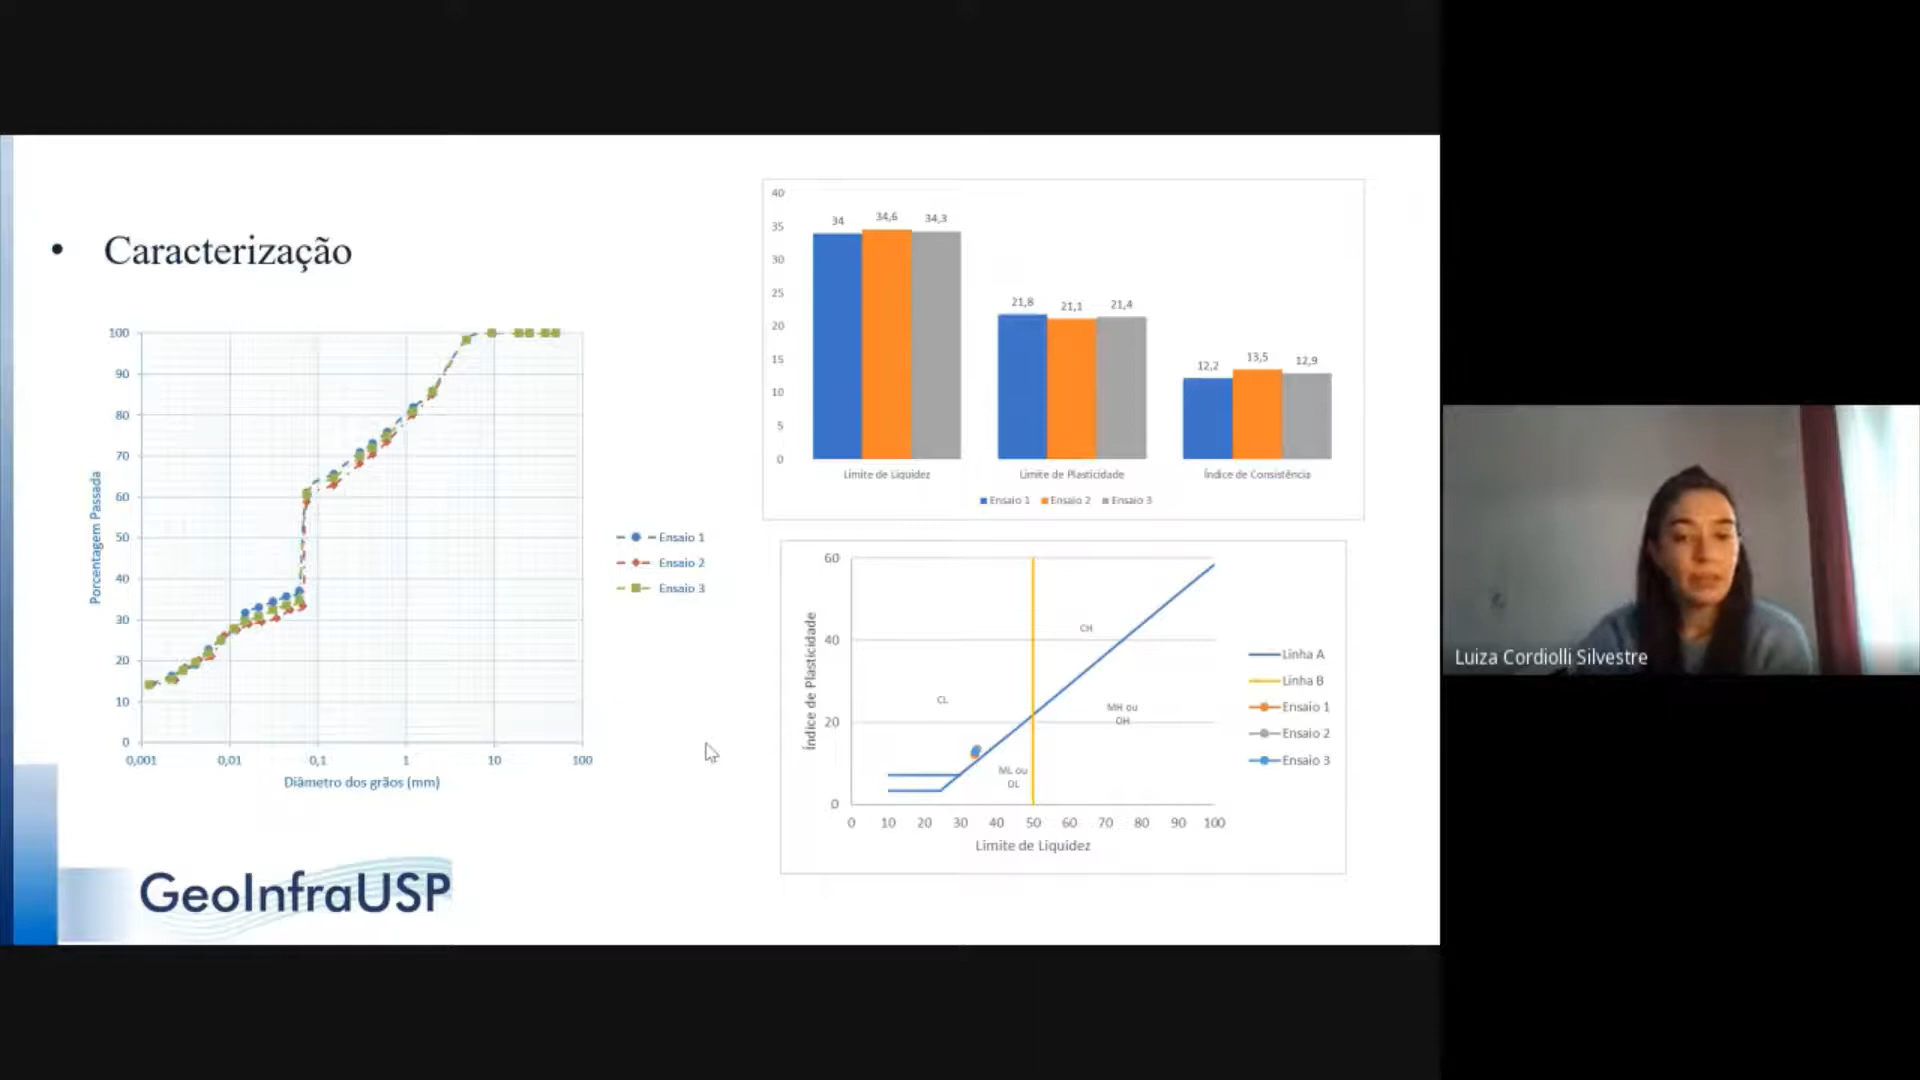 • Caracterização
100
90
80
70
60
50
40
30
20
10
0
0,001 0,01 0,1 1 10 100
Porcentagem Passada
Diâmetro dos grãos (mm)
Ensaio 1
Ensaio 2
Ensaio 3
40
35
30
25
20
15
10
5
0
34 34,6 34,3
21,8 21,1 21,4
12,2 13,5 12,9
Limite de Liquidez Limite de Plasticidade Índice de Consistência
Ensaio 1 Ensaio 2 Ensaio 3
60
40
20
0
Índice de Plasticidade
CH
CL
MH ou
OH
ML ou
OL
0 10 20 30 40 50 60 70 80 90 100
Limite de Liquidez
Linha A
Linha B
Ensaio 1
Ensaio 2
Ensaio 3
GeoInfraUSP
Luiza Cordiolli Silvestre